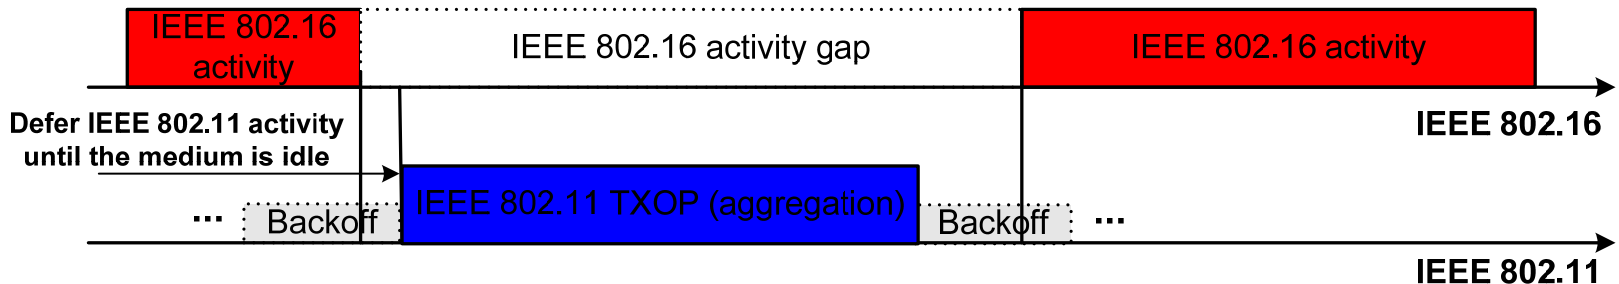 IEEE 802.16
activity
IEEE 802.16 activity gap
IEEE 802.16 activity
IEEE 802.16
Defer IEEE 802.11 activity
until the medium is idle
... Backoff
IEEE 802.11 TXOP (aggregation)
Backoff ...
IEEE 802.11